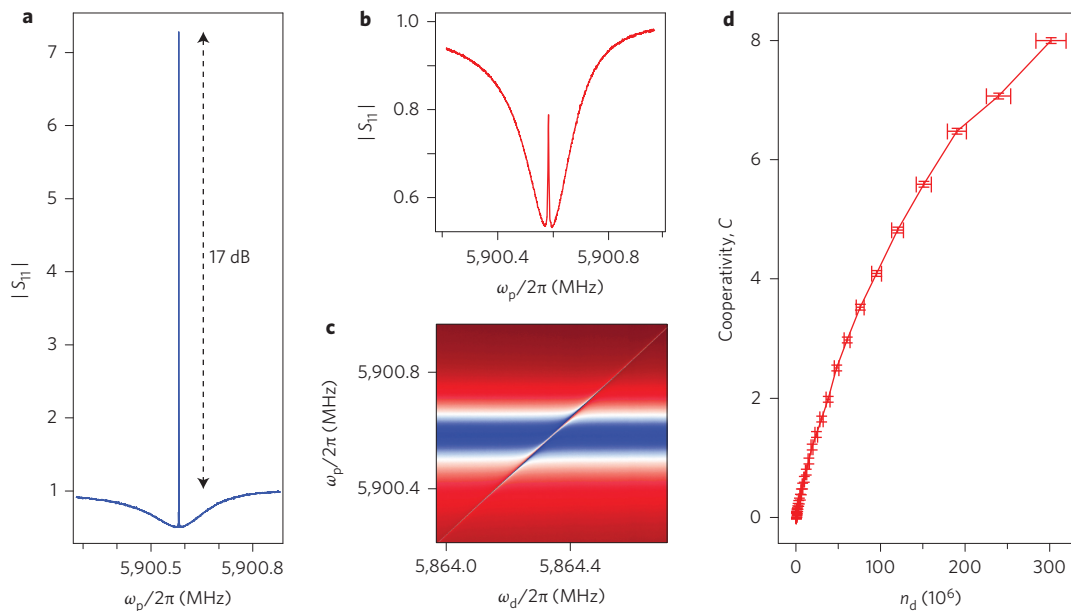 a
7
6
5
4
3
2
1
| S₁₁ |
17 dB
5,900.5
5,900.8
ωₚ/2π (MHz)
b
1.0
0.8
0.6
| S₁₁ |
5,900.4
5,900.8
ωₚ/2π (MHz)
c
5,900.8
5,900.4
ωₚ/2π (MHz)
5,864.0
5,864.4
ω_d/2π (MHz)
d
8
6
4
2
0
Cooperativity, C
0
50
100
200
300
n_d (10⁶)